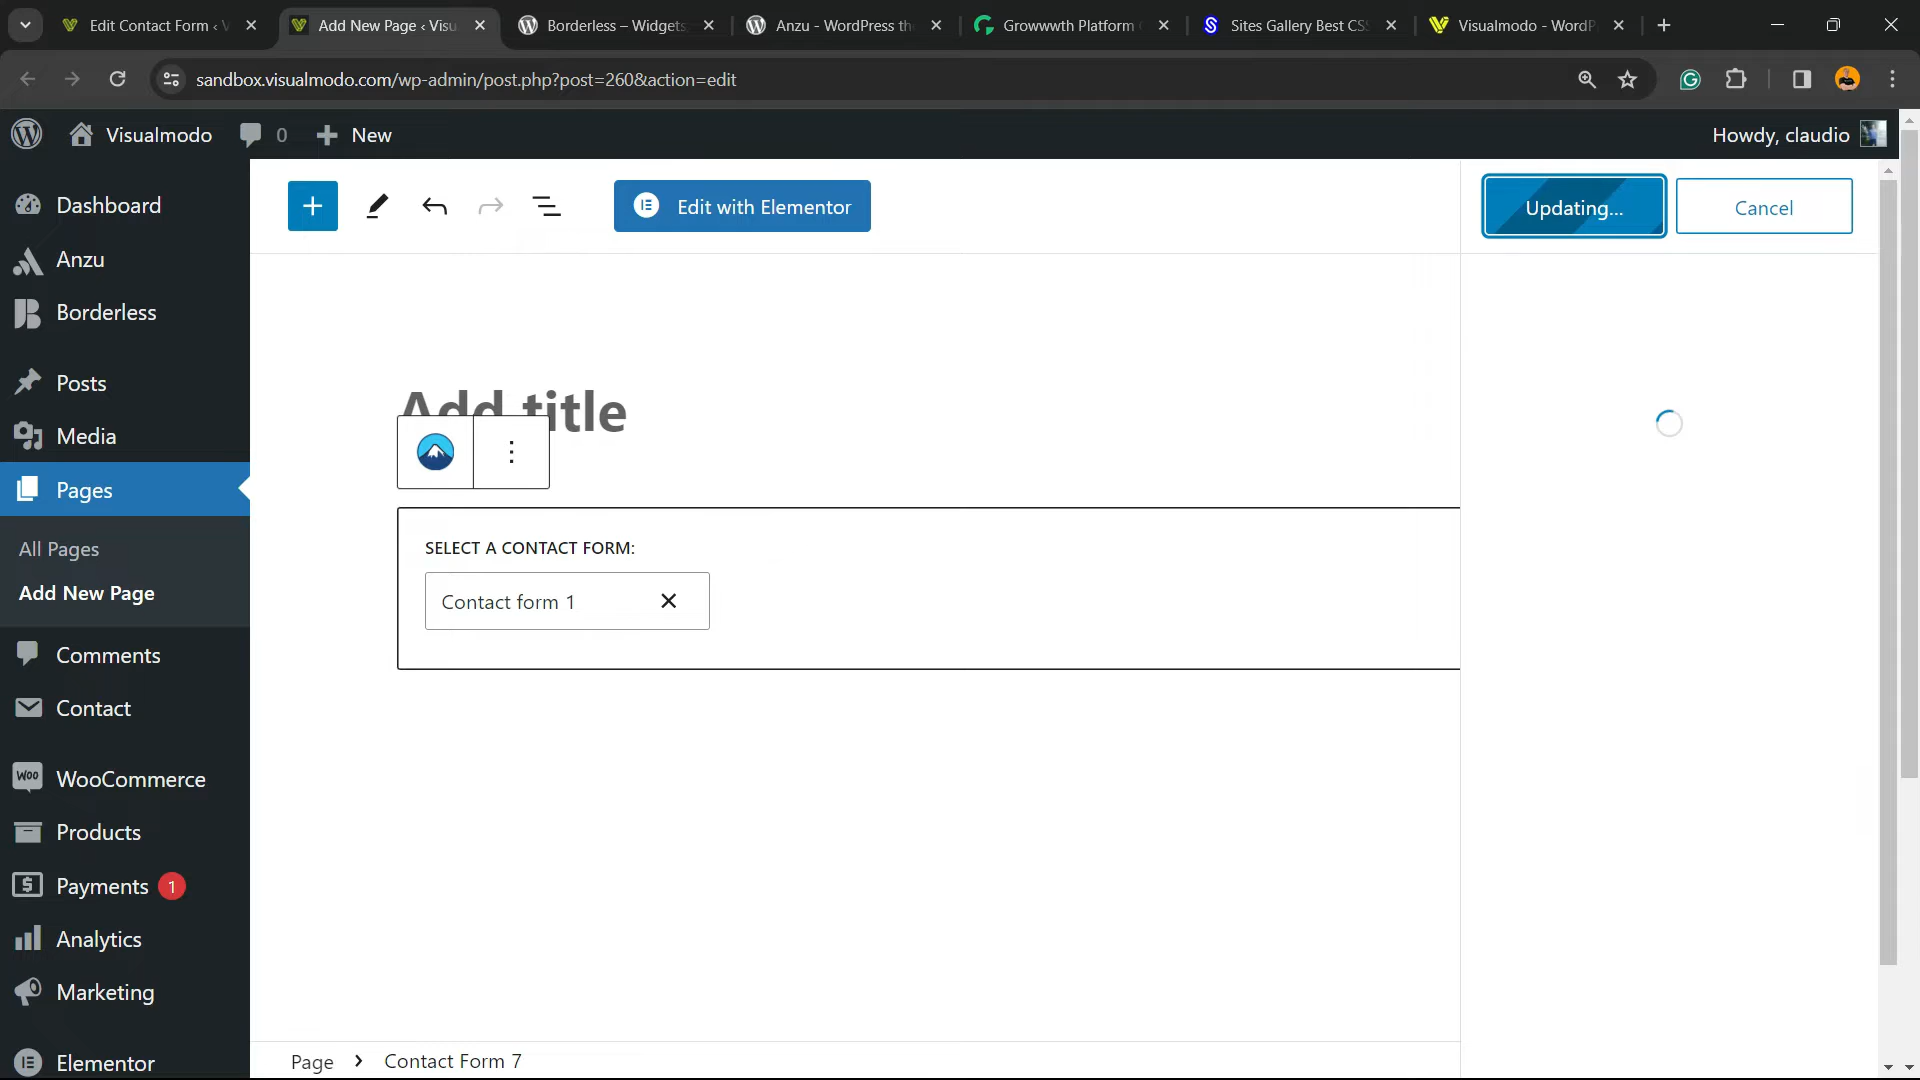 Edit Contact Form ‹ V
Add New Page ‹ Visu
Borderless – Widgets
Anzu - WordPress th
Growwwth Platform
Sites Gallery Best CS
Visualmodo - WordP
sandbox.visualmodo.com/wp-admin/post.php?post=260&action=edit
Visualmodo
0
New
Howdy, claudio
Dashboard
Anzu
Borderless
Posts
Media
Pages
All Pages
Add New Page
Comments
Contact
Woo
WooCommerce
Products
Payments 1
Analytics
Marketing
Elementor
Edit with Elementor
Updating...
Cancel
Add title
SELECT A CONTACT FORM:
Contact form 1
Page
Contact Form 7